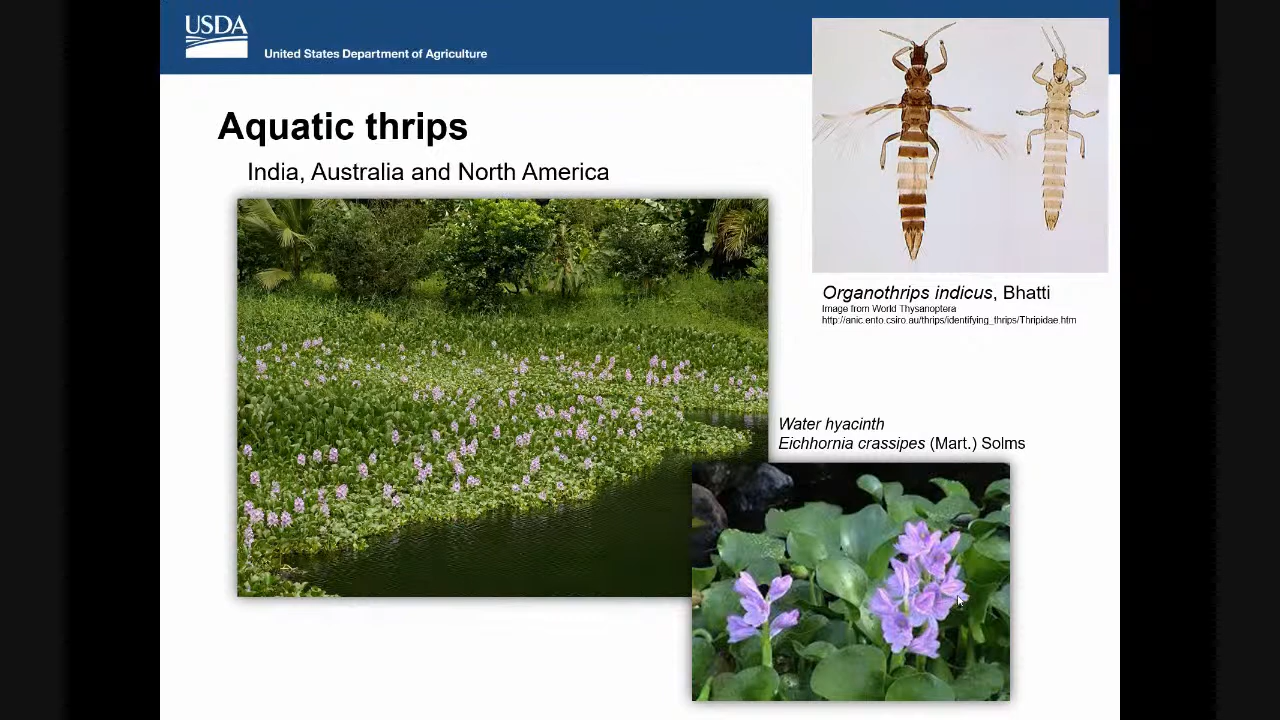 USDA
United States Department of Agriculture
Aquatic thrips
India, Australia and North America
Organothrips indicus, Bhatti
Image from World Thysanoptera
http://anic.ento.csiro.au/thrips/identifying_thrips/Thripidae.htm
Water hyacinth
Eichhornia crassipes (Mart.) Solms